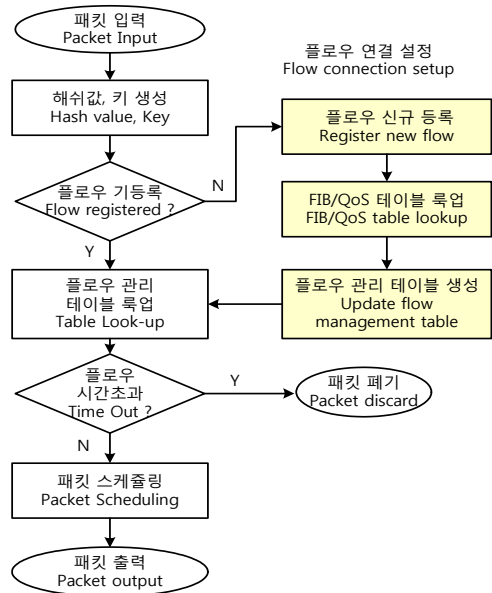 패킷 입력
Packet Input
플로우 연결 설정
Flow connection setup
해쉬값, 키 생성
Hash value, Key
플로우 신규 등록
Register new flow
플로우 기등록
Flow registered ?
N
Y
FIB/QoS 테이블 룩업
FIB/QoS table lookup
플로우 관리
테이블 룩업
Table Look-up
플로우 관리 테이블 생성
Update flow
management table
플로우
시간초과
Time Out ?
Y
N
패킷 폐기
Packet discard
패킷 스케쥴링
Packet Scheduling
패킷 출력
Packet output